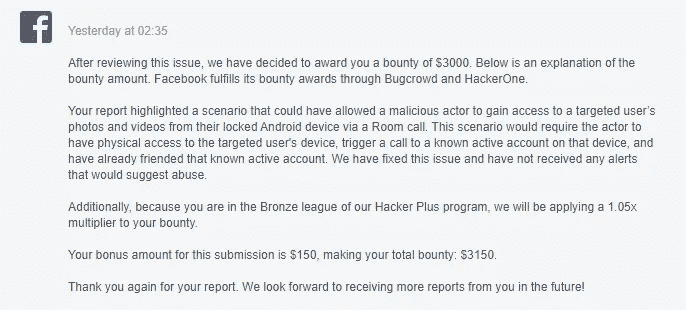 Yesterday at 02:35
After reviewing this issue, we have decided to award you a bounty of $3000. Below is an explanation of the
bounty amount. Facebook fulfills its bounty awards through Bugcrowd and HackerOne.
Your report highlighted a scenario that could have allowed a malicious actor to gain access to a targeted user's
photos and videos from their locked Android device via a Room call. This scenario would require the actor to
have physical access to the targeted user's device, trigger a call to a known active account on that device, and
have already friended that known active account. We have fixed this issue and have not received any alerts
that would suggest abuse.
Additionally, because you are in the Bronze league of our Hacker Plus program, we will be applying a 1.05x
multiplier to your bounty.
Your bonus amount for this submission is $150, making your total bounty: $3150.
Thank you again for your report. We look forward to receiving more reports from you in the future!